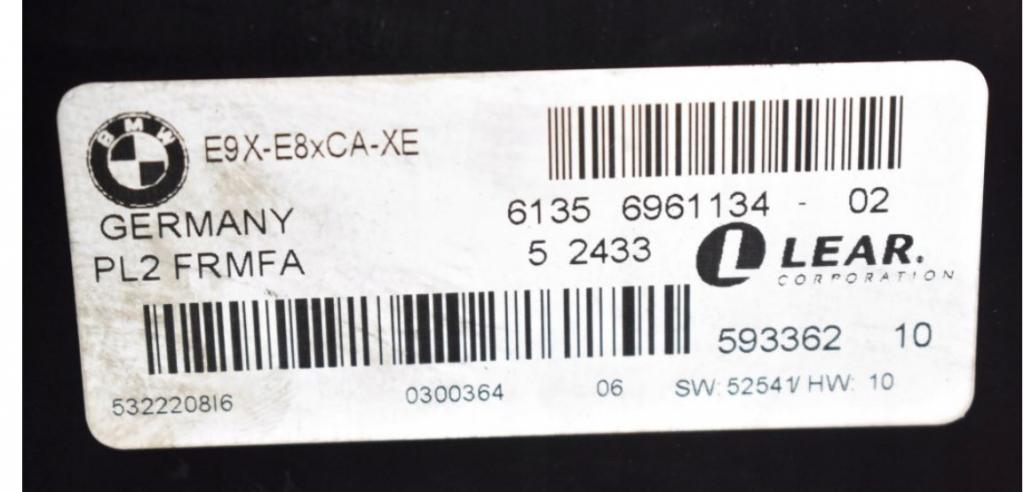 BMW
E9X-E8xCA-XE
GERMANY
PL2 FRMFA
6135 6961134 - 02
5 2433
LEAR.
CORPORATION
593362 10
532220816 0300364 06 SW: 52541/ HW: 10